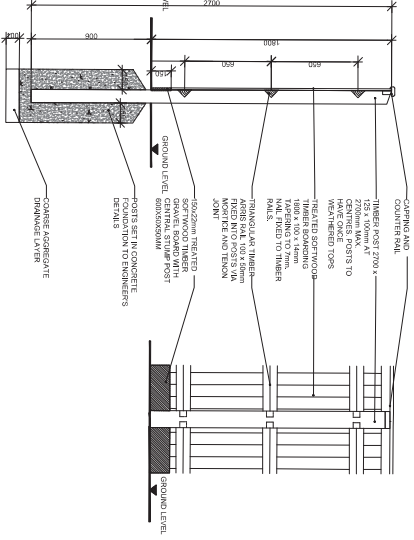 CAPPING AND
COUNTER RAIL
TIMBER POST 2700 x
125 x 100mm AT
2700mm MAX
CENTRES. POSTS TO
HAVE ONCE
WEATHERED TOPS
TREATED SOFTWOOD
TIMBER BOARDING
1800 x 100 x 14mm
TAPERING TO 7mm.
NAIL FIXED TO TIMBER
RAILS.
TRIANGULAR TIMBER
ARRIS RAIL 100 x 50mm
FIXED INTO POSTS VIA
MORTICE AND TENON
JOINT
150x22mm TREATED
SOFTWOOD TIMBER
GRAVEL BOARD WITH
CENTRAL STUMP POST
600X50X50MM
GROUND LEVEL
POSTS SET IN CONCRETE
FOUNDATION TO ENGINEER'S
DETAILS
COARSE AGGREGATE
DRAINAGE LAYER
GROUND LEVEL
2700
1800
900
650
650
150